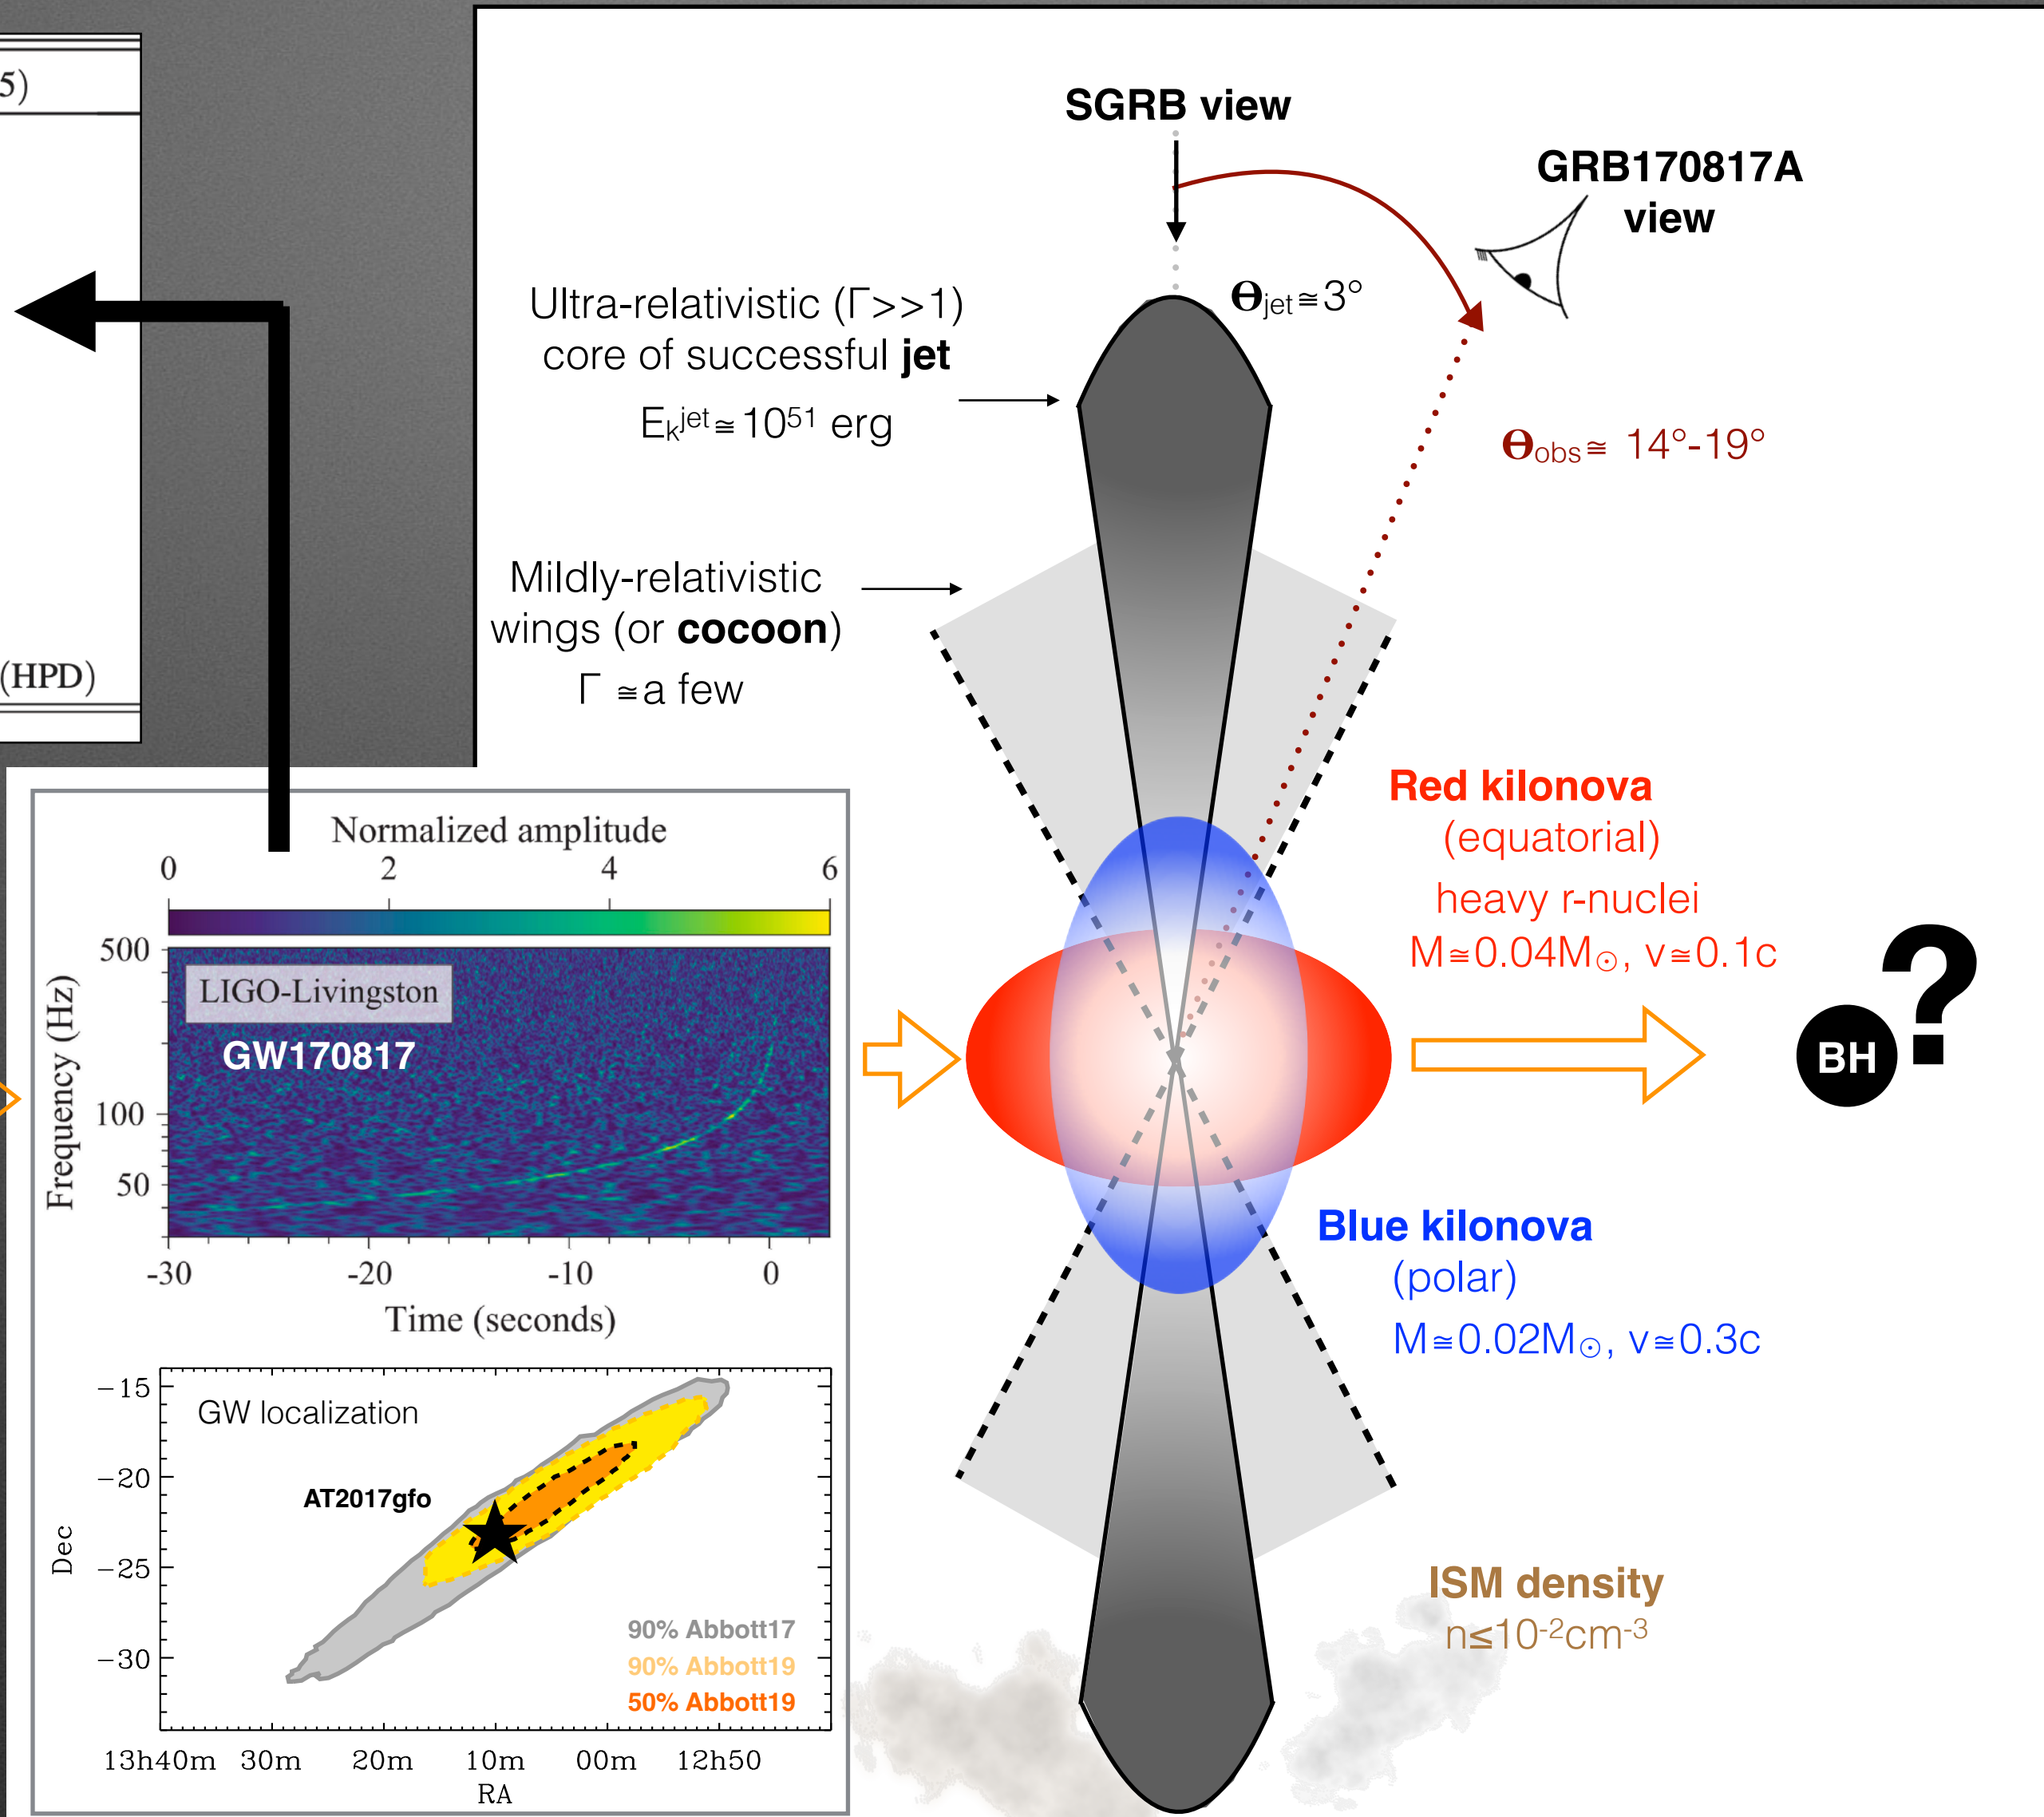 5)
(HPD)
SGRB view
GRB170817A
view
Ultra-relativistic (Γ>>1)
core of successful jet
E_k^jet ≅ 10^51 erg
ϴ_jet ≅ 3°
ϴ_obs ≅ 14°-19°
Mildly-relativistic
wings (or cocoon)
Γ ≅ a few
Red kilonova
(equatorial)
heavy r-nuclei
M≅0.04M☉, v≅0.1c
BH ?
Blue kilonova
(polar)
M≅0.02M☉, v≅0.3c
ISM density
n≤10^-2cm^-3
Normalized amplitude
0 2 4 6
LIGO-Livingston
GW170817
Frequency (Hz)
500
100
50
-30 -20 -10 0
Time (seconds)
GW localization
AT2017gfo
Dec
−15
−20
−25
−30
90% Abbott17
90% Abbott19
50% Abbott19
13h40m 30m 20m 10m 00m 12h50
RA